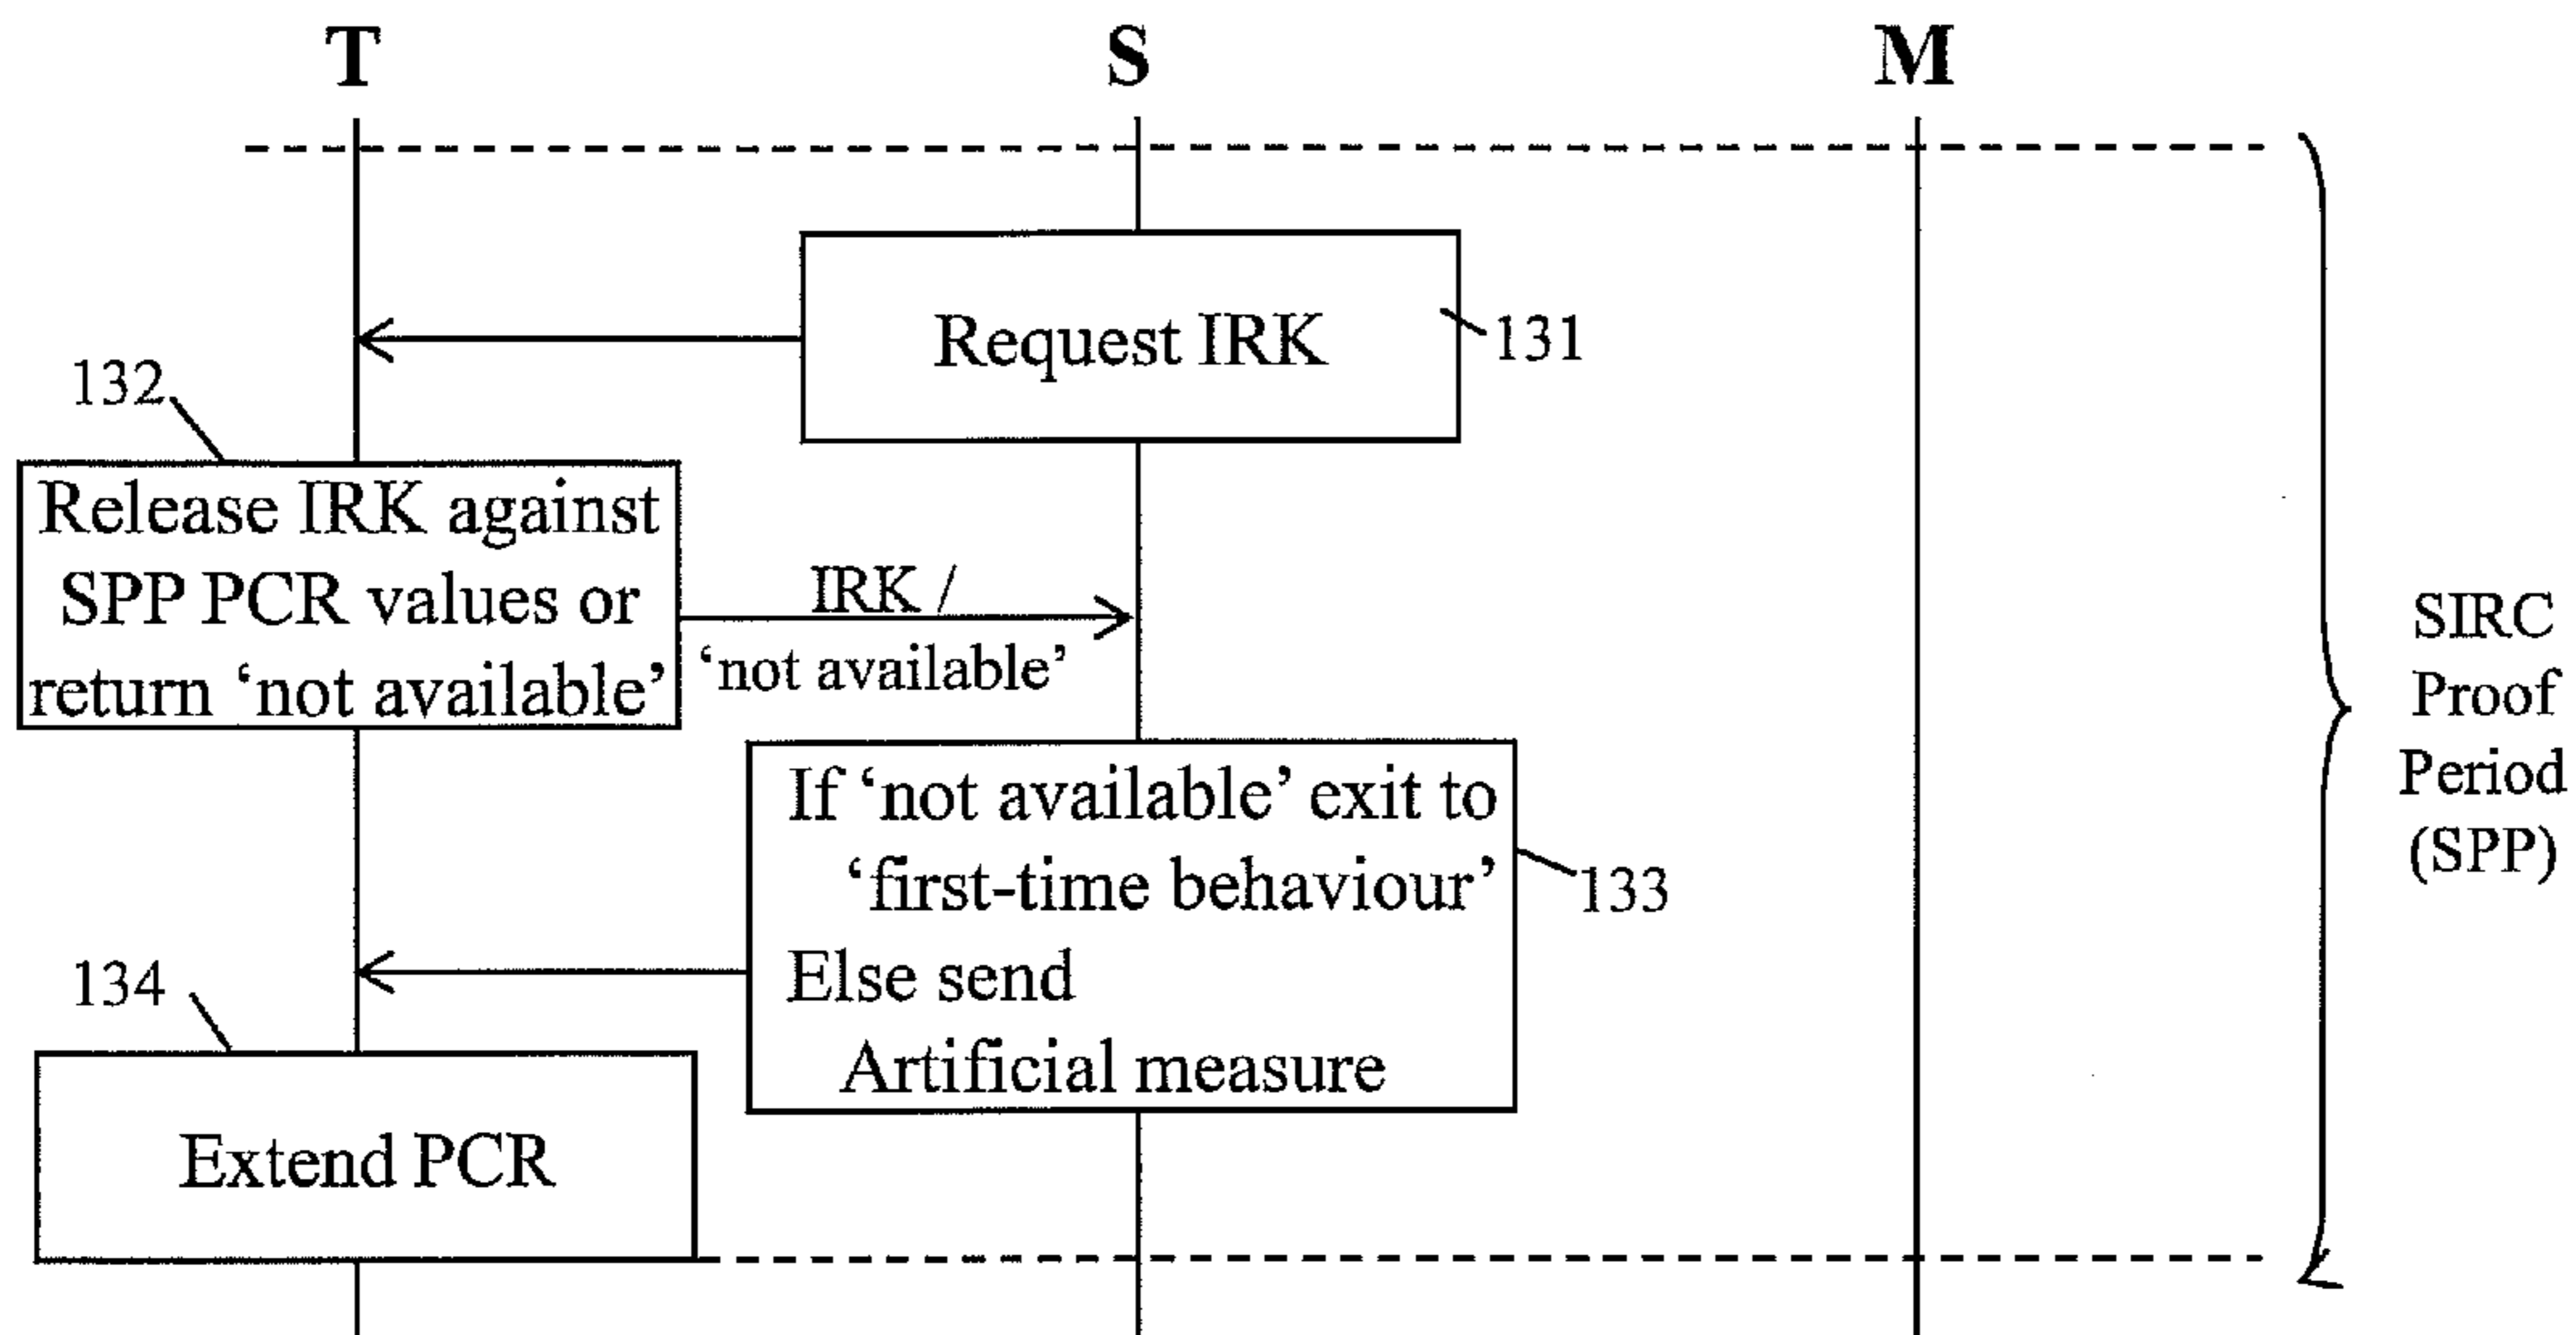 T
S
M
Request IRK
131
132
Release IRK against
SPP PCR values or
return ‘not available’
IRK /
‘not available’
If ‘not available’ exit to
‘first-time behaviour’
Else send
Artificial measure
133
134
Extend PCR
SIRC
Proof
Period
(SPP)